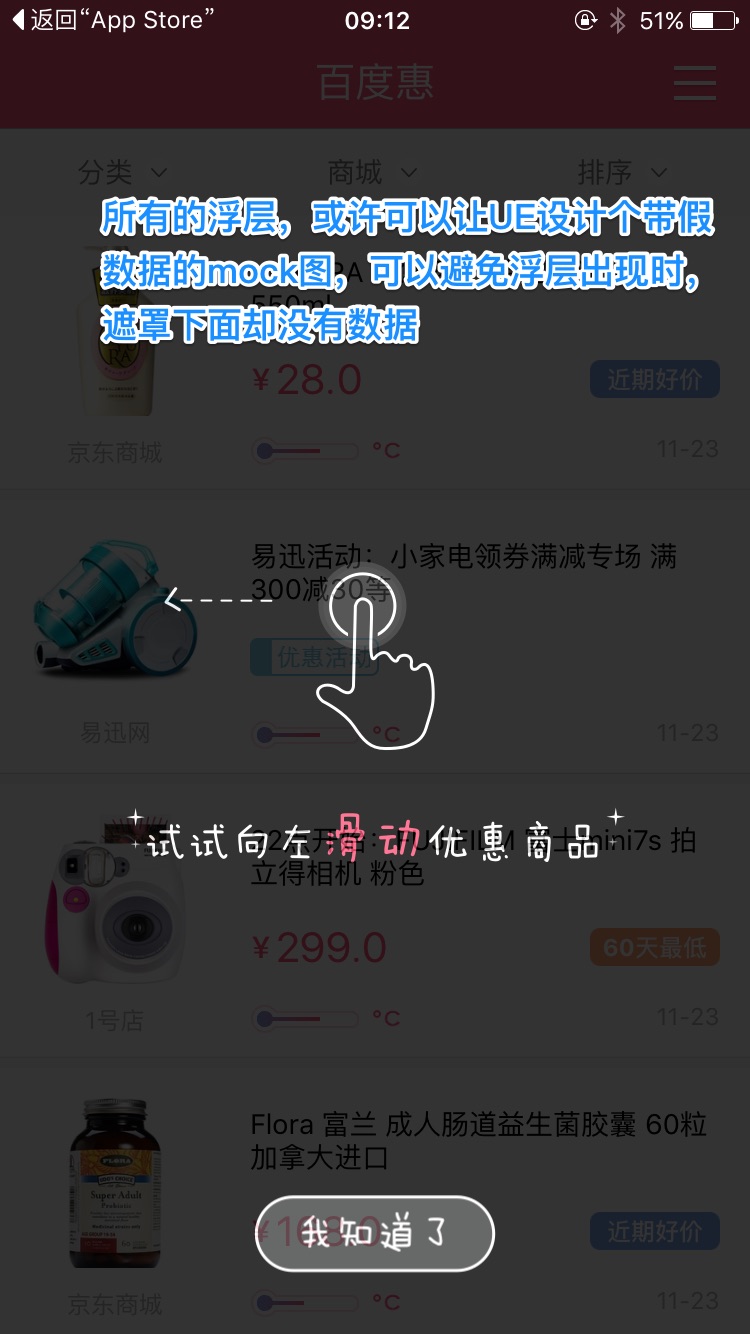 返回“App Store”
09:12
51%
百度惠
分类
商城
排序
所有的浮层，或许可以让UE设计个带假
数据的mock图，可以避免浮层出现时，
遮罩下面却没有数据
550ml
¥28.0
近期好价
京东商城
°C
11-23
易迅活动：小家电领券满减专场 满
300减30等
优惠活动
易迅网
°C
11-23
试试向左滑动优惠商品
mini7s 拍
立得相机 粉色
¥299.0
60天最低
1号店
°C
11-23
Flora 富兰 成人肠道益生菌胶囊 60粒
加拿大进口
FLORA
Super Adult
Probiotic
¥168.0
我知道了
近期好价
京东商城
°C
11-23